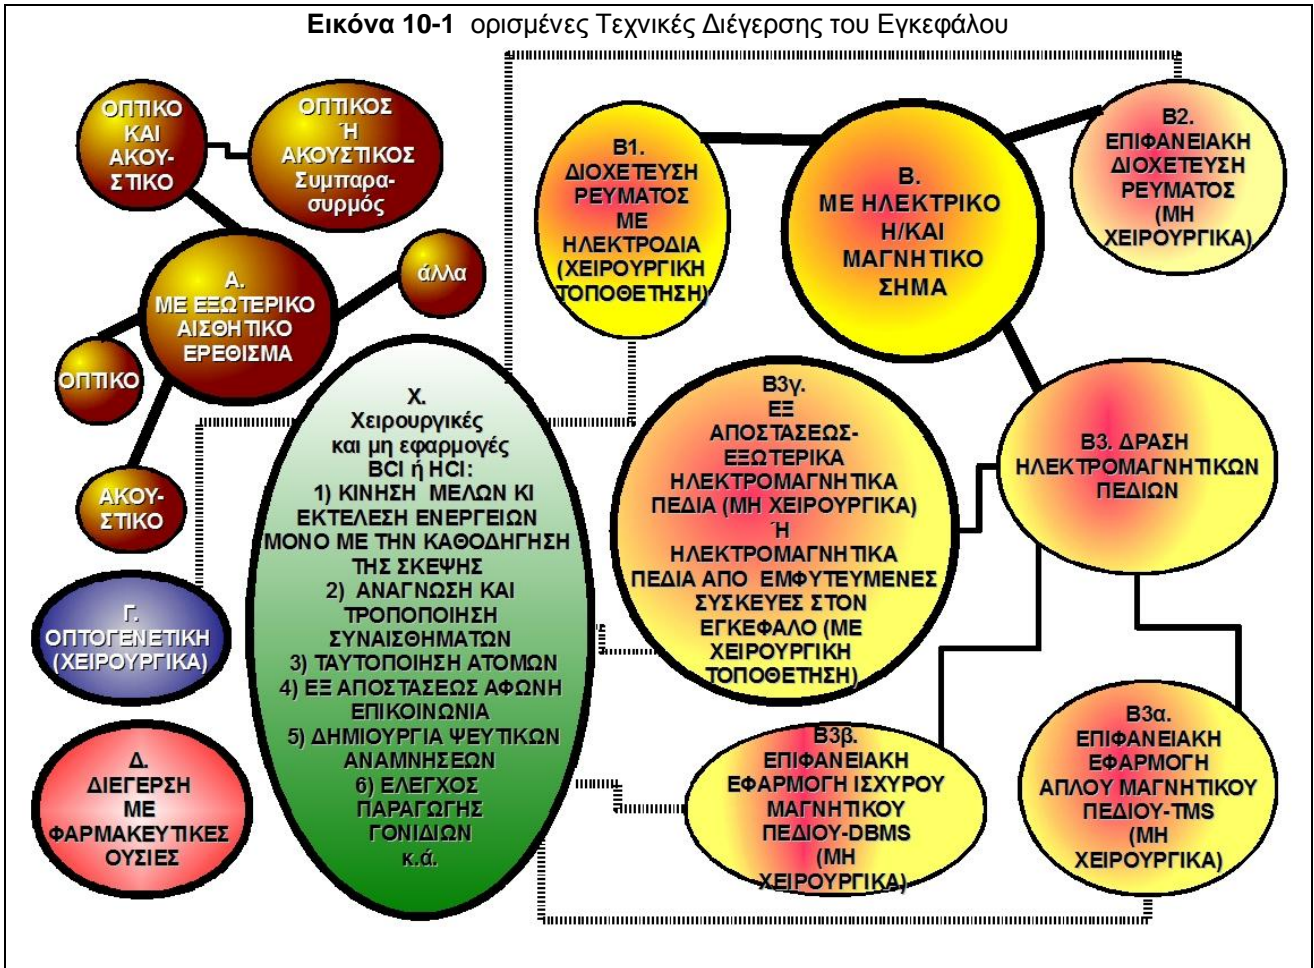 Εικόνα 10-1 ορισμένες Τεχνικές Διέγερσης του Εγκεφάλου
ΟΠΤΙΚΟ
ΚΑΙ
ΑΚΟΥ-
ΣΤΙΚΟ
ΟΠΤΙΚΟΣ
Ή
ΑΚΟΥΣΤΙΚΟΣ
Συμπαρα-
συρμός
Α.
ΜΕ ΕΞΩΤΕΡΙΚΟ
ΑΙΣΘΗΤΙΚΟ
ΕΡΕΘΙΣΜΑ
άλλα
ΟΠΤΙΚΟ
ΑΚΟΥ-
ΣΤΙΚΟ
Β1.
ΔΙΟΧΕΤΕΥΣΗ
ΡΕΥΜΑΤΟΣ
ΜΕ
ΗΛΕΚΤΡΟΔΙΑ
(ΧΕΙΡΟΥΡΓΙΚΗ
ΤΟΠΟΘΕΤΗΣΗ)
Β.
ΜΕ ΗΛΕΚΤΡΙΚΟ
Η/ΚΑΙ
ΜΑΓΝΗΤΙΚΟ
ΣΗΜΑ
Β2.
ΕΠΙΦΑΝΕΙΑΚΗ
ΔΙΟΧΕΤΕΥΣΗ
ΡΕΥΜΑΤΟΣ
(ΜΗ
ΧΕΙΡΟΥΡΓΙΚΑ)
Χ.
Χειρουργικές
και μη εφαρμογές
BCI ή HCI:
1) ΚΙΝΗΣΗ ΜΕΛΩΝ ΚΙ
ΕΚΤΕΛΕΣΗ ΕΝΕΡΓΕΙΩΝ
ΜΟΝΟ ΜΕ ΤΗΝ ΚΑΘΟΔΗΓΗΣΗ
ΤΗΣ ΣΚΕΨΗΣ
2) ΑΝΑΓΝΩΣΗ ΚΑΙ
ΤΡΟΠΟΠΟΙΗΣΗ
ΣΥΝΑΙΣΘΗΜΑΤΩΝ
3) ΤΑΥΤΟΠΟΙΗΣΗ ΑΤΟΜΩΝ
4) ΕΞ ΑΠΟΣΤΑΣΕΩΣ ΑΦΩΝΗ
ΕΠΙΚΟΙΝΩΝΙΑ
5) ΔΗΜΙΟΥΡΓΙΑ ΨΕΥΤΙΚΩΝ
ΑΝΑΜΝΗΣΕΩΝ
6) ΕΛΕΓΧΟΣ
ΠΑΡΑΓΩΓΗΣ
ΓΟΝΙΔΙΩΝ
κ.ά.
Β3γ.
ΕΞ
ΑΠΟΣΤΑΣΕΩΣ-
ΕΞΩΤΕΡΙΚΑ
ΗΛΕΚΤΡΟΜΑΓΝΗΤΙΚΑ
ΠΕΔΙΑ (ΜΗ ΧΕΙΡΟΥΡΓΙΚΑ)
Ή
ΗΛΕΚΤΡΟΜΑΓΝΗΤΙΚΑ
ΠΕΔΙΑ ΑΠΟ ΕΜΦΥΤΕΥΜΕΝΕΣ
ΣΥΣΚΕΥΕΣ ΣΤΟΝ
ΕΓΚΕΦΑΛΟ (ΜΕ
ΧΕΙΡΟΥΡΓΙΚΗ
ΤΟΠΟΘΕΤΗΣΗ)
Β3. ΔΡΑΣΗ
ΗΛΕΚΤΡΟΜΑΓΝΗΤΙΚΩΝ
ΠΕΔΙΩΝ
Γ.
ΟΠΤΟΓΕΝΕΤΙΚΗ
(ΧΕΙΡΟΥΡΓΙΚΑ)
Δ.
ΔΙΕΓΕΡΣΗ
ΜΕ
ΦΑΡΜΑΚΕΥΤΙΚΕΣ
ΟΥΣΙΕΣ
Β3β.
ΕΠΙΦΑΝΕΙΑΚΗ
ΕΦΑΡΜΟΓΗ ΙΣΧΥΡΟΥ
ΜΑΓΝΗΤΙΚΟΥ
ΠΕΔΙΟΥ-DBMS
(ΜΗ
ΧΕΙΡΟΥΡΓΙΚΑ)
Β3α.
ΕΠΙΦΑΝΕΙΑΚΗ
ΕΦΑΡΜΟΓΗ
ΑΠΛΟΥ ΜΑΓΝΗΤΙΚΟΥ
ΠΕΔΙΟΥ-TMS
(ΜΗ
ΧΕΙΡΟΥΡΓΙΚΑ)